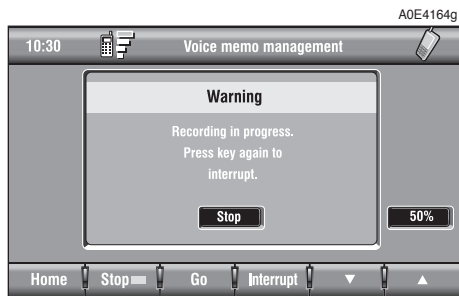 A0E4164g
10:30 Voice memo management
Warning
Recording in progress.
Press key again to
interrupt.
Stop
50%
Home Stop Go Interrupt ▼ ▲